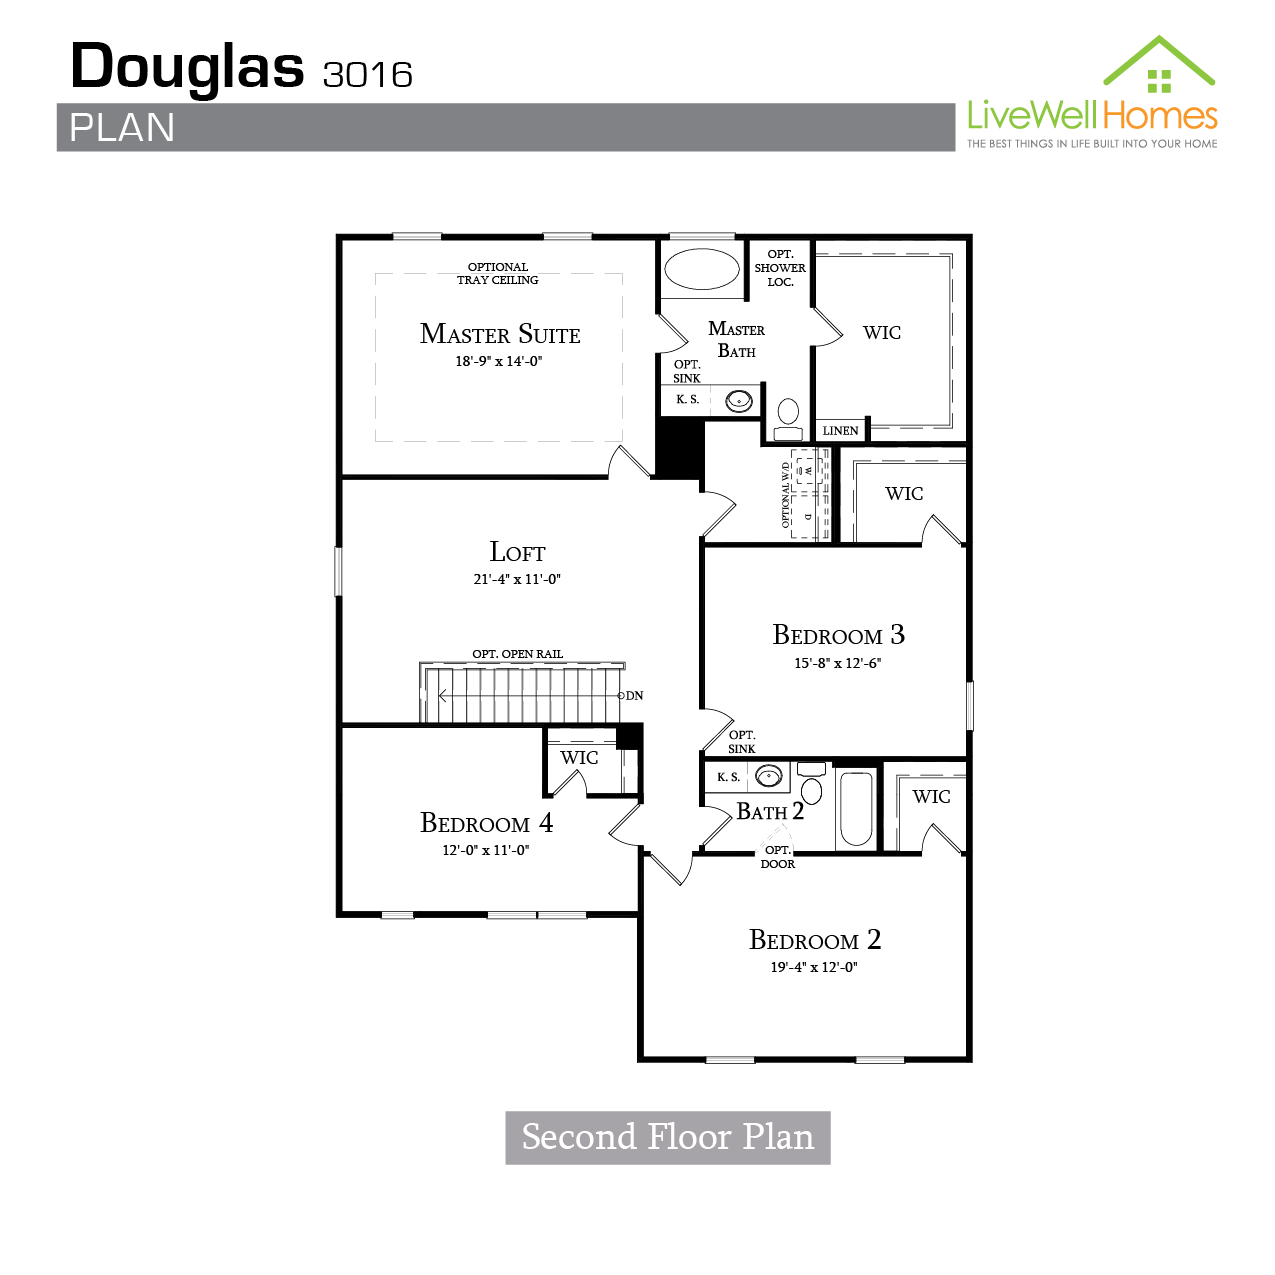 Douglas 3016
PLAN
LiveWell Homes
THE BEST THINGS IN LIFE BUILT INTO YOUR HOME
OPTIONAL
TRAY CEILING
MASTER SUITE
18'-9" x 14'-0"
OPT.
SHOWER
LOC.
MASTER
BATH
WIC
OPT.
SINK
K. S.
LINEN
OPTIONAL W/D
W
D
WIC
LOFT
21'-4" x 11'-0"
BEDROOM 3
15'-8" x 12'-6"
OPT. OPEN RAIL
DN
OPT.
SINK
WIC
K. S.
BATH 2
WIC
BEDROOM 4
12'-0" x 11'-0"
OPT.
DOOR
BEDROOM 2
19'-4" x 12'-0"
Second Floor Plan